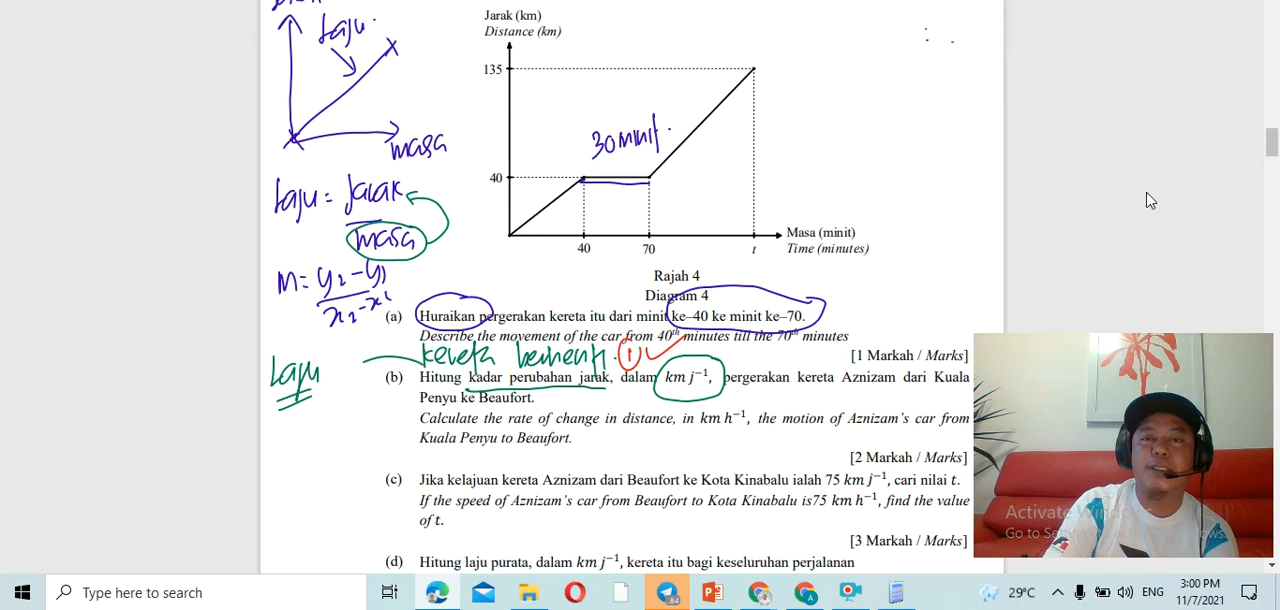 laju
masa
laju = Jarak
masa
M = y₂ - y₁
x₂ - x₁
laju
Jarak (km)
Distance (km)
135
40
30 minit.
40
70
t
Masa (minit)
Time (minutes)
Rajah 4
Diagram 4
(a) Huraikan pergerakan kereta itu dari minit ke–40 ke minit ke–70.
Describe the movement of the car from 40th minutes till the 70th minutes
kereta berhenti. (1) ✓
[1 Markah / Marks]
(b) Hitung kadar perubahan jarak, dalam km j⁻¹, pergerakan kereta Aznizam dari Kuala
Penyu ke Beaufort.
Calculate the rate of change in distance, in km h⁻¹, the motion of Aznizam's car from
Kuala Penyu to Beaufort.
[2 Markah / Marks]
(c) Jika kelajuan kereta Aznizam dari Beaufort ke Kota Kinabalu ialah 75 km j⁻¹, cari nilai t.
If the speed of Aznizam's car from Beaufort to Kota Kinabalu is75 km h⁻¹, find the value
of t.
[3 Markah / Marks]
(d) Hitung laju purata, dalam km j⁻¹, kereta itu bagi keseluruhan perjalanan
Activate Windows
Go to
Type here to search
84
29°C
ENG
3:00 PM
11/7/2021